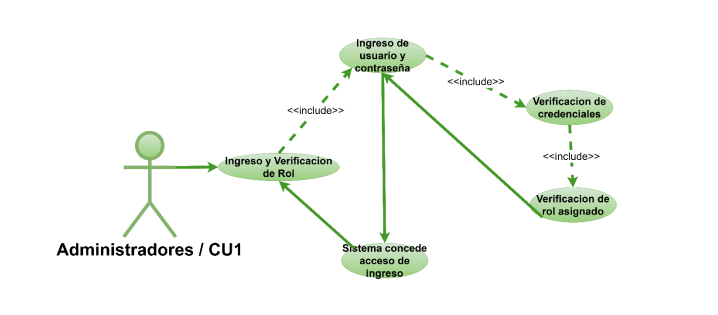 Ingreso de
usuario y
contraseña
<<include>>
Verificacion de
credenciales
<<include>>
<<include>>
Ingreso y Verificacion
de Rol
Verificacion de
rol asignado
Administradores / CU1
Sistema concede
acceso de
ingreso